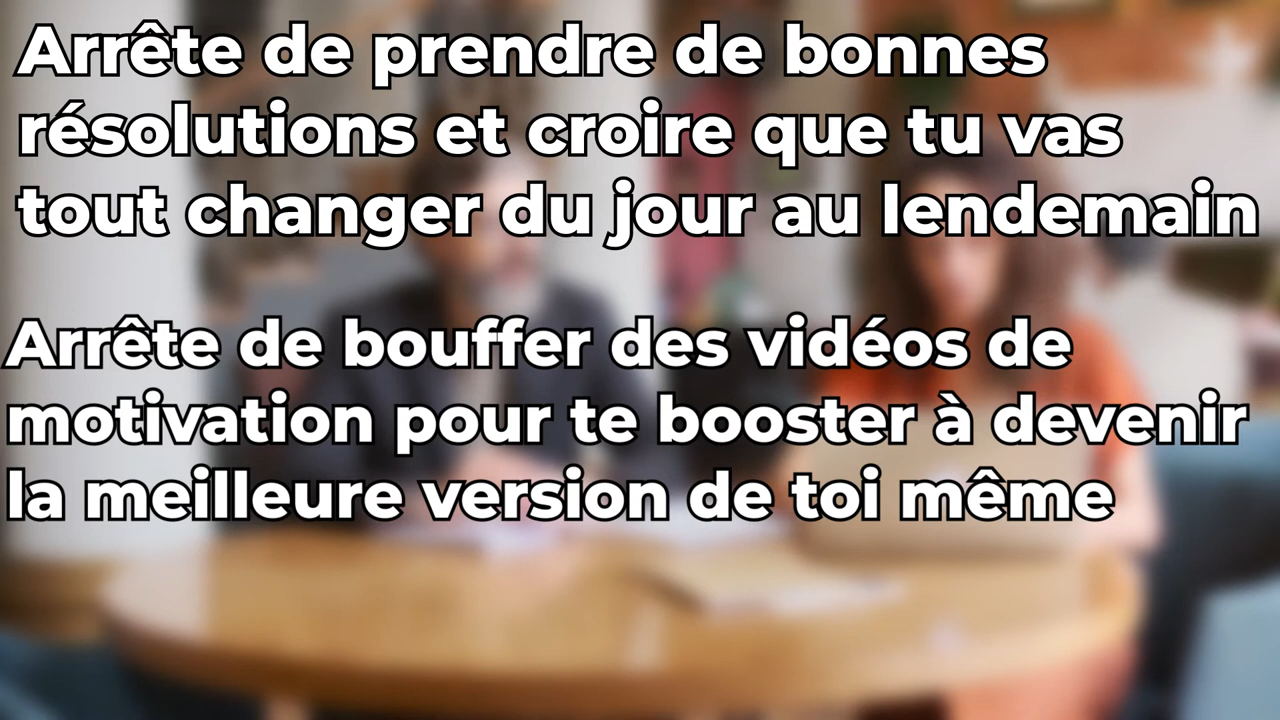 Arrête de prendre de bonnes
résolutions et croire que tu vas
tout changer du jour au lendemain
Arrête de bouffer des vidéos de
motivation pour te booster à devenir
la meilleure version de toi même